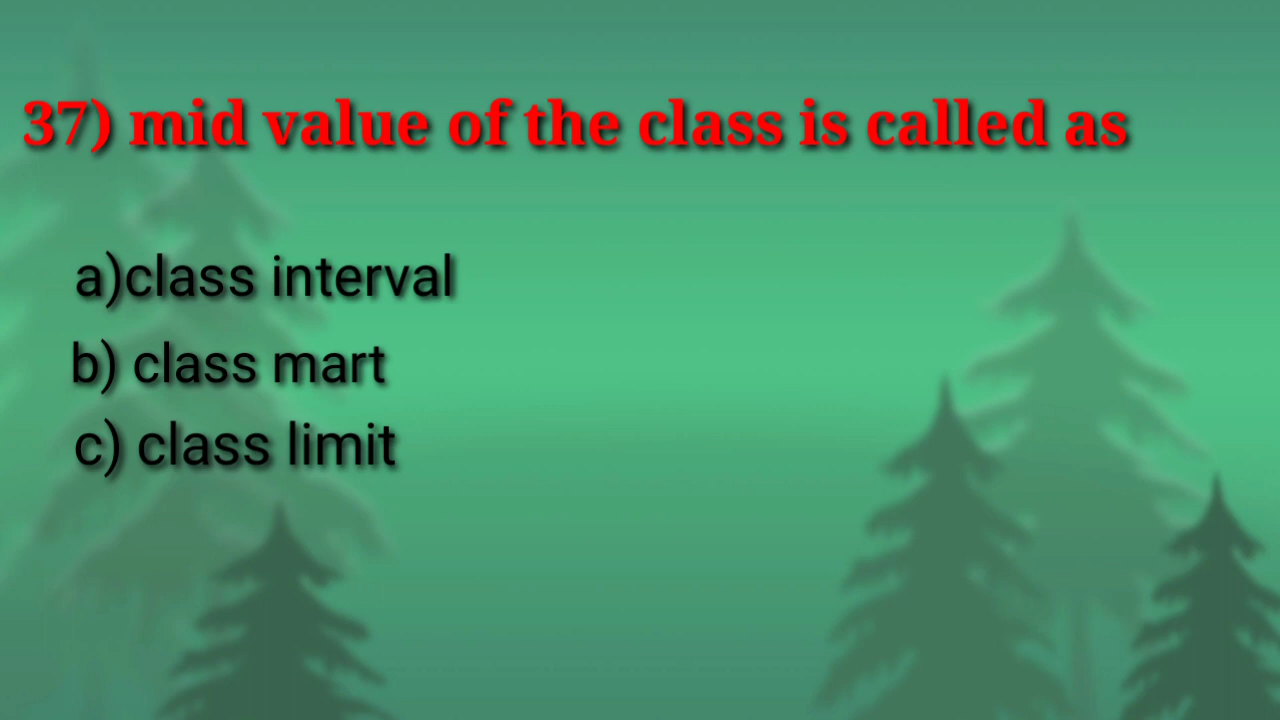 37) mid value of the class is called as
a)class interval
b) class mart
c) class limit